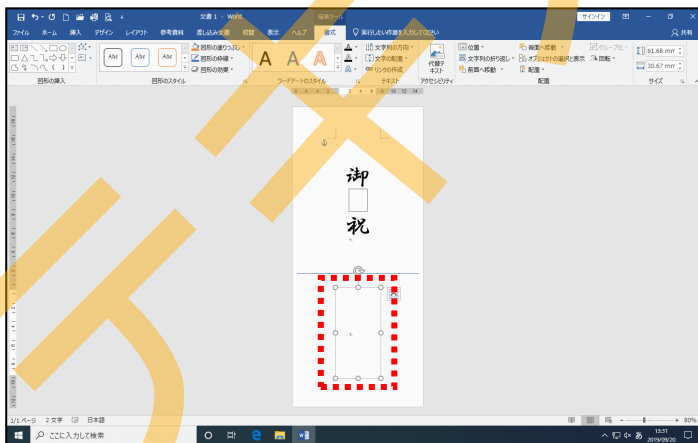 文書 1 - Word
描画ツール
サインイン
ファイル ホーム 挿入 デザイン レイアウト 参考資料 差し込み文書 校閲 表示 ヘルプ 書式 実行したい作業を入力してください
共有
Abc Abc Abc
図形の塗りつぶし
図形の枠線
図形の効果
A A A
文字列の方向
文字の配置
リンクの作成
代替テキスト
位置
文字列の折り返し
前面へ移動
背面へ移動
オブジェクトの選択と表示
配置
グループ化
回転
61.68 mm
30.67 mm
図形の挿入 図形のスタイル ワードアートのスタイル テキスト アクセシビリティ 配置 サイズ
御
祝
1/1 ページ 2 文字 日本語
80%
ここに入力して検索
あ
13:31
2019/09/20